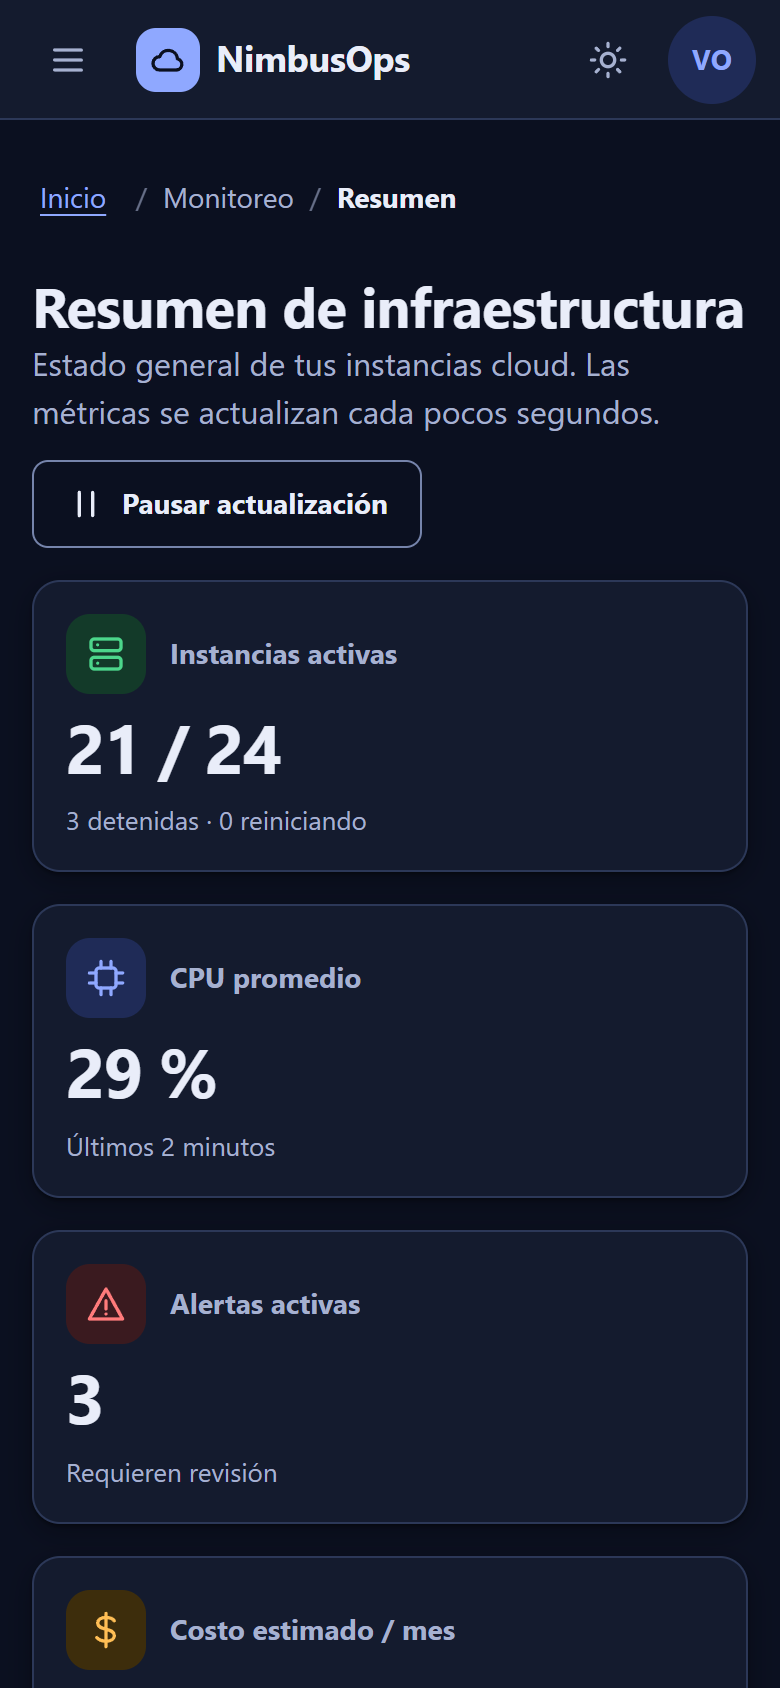 NimbusOps
VO
Inicio / Monitoreo / Resumen
Resumen de infraestructura
Estado general de tus instancias cloud. Las
métricas se actualizan cada pocos segundos.
Pausar actualización
Instancias activas
21 / 24
3 detenidas · 0 reiniciando
CPU promedio
29 %
Últimos 2 minutos
Alertas activas
3
Requieren revisión
Costo estimado / mes